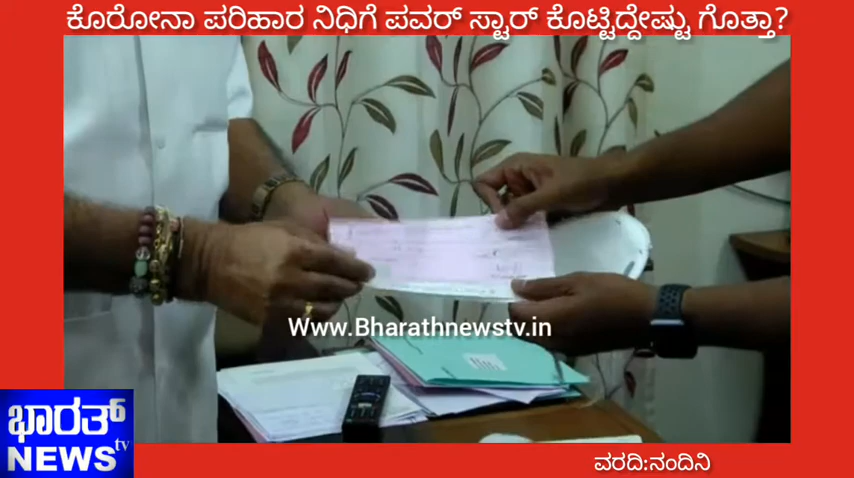 ಕೊರೋನಾ ಪರಿಹಾರ ನಿಧಿಗೆ ಪವರ್ ಸ್ಟಾರ್ ಕೊಟ್ಟಿದ್ದೇಷ್ಟು ಗೊತ್ತಾ?
Www.Bharathnewstv.in
ಭಾರತ್
tv
NEWS
ವರದಿ:ನಂದಿನಿ